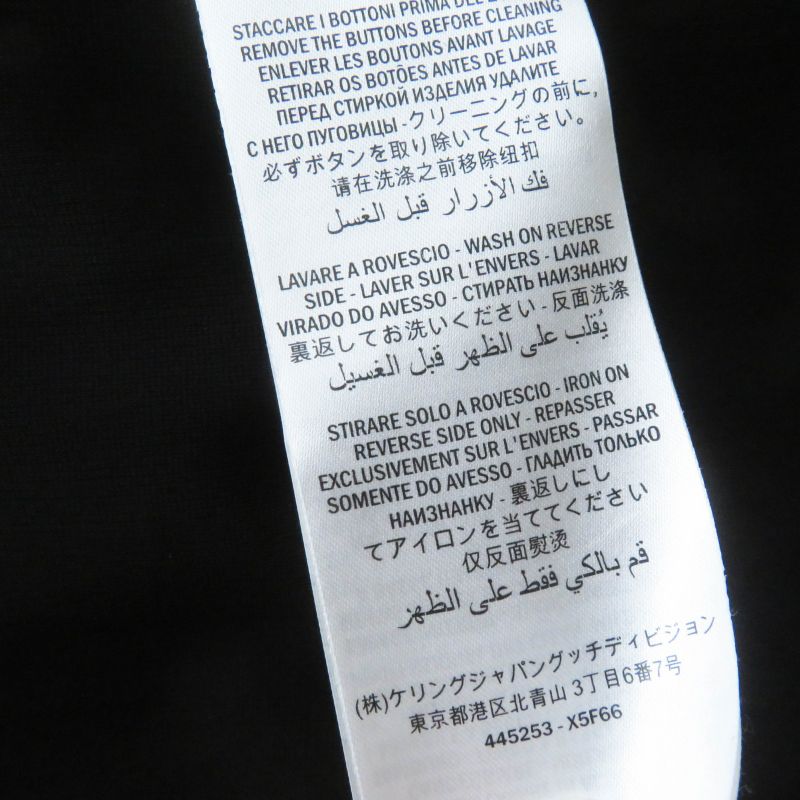 STACCARE I BOTTONI PRIMA DEL
REMOVE THE BUTTONS BEFORE CLEANING
ENLEVER LES BOUTONS AVANT LAVAGE
RETIRAR OS BOTÕES ANTES DE LAVAR
ПЕРЕД СТИРКОЙ ИЗДЕЛИЯ УДАЛИТЕ
С НЕГО ПУГОВИЦЫ - クリーニングの前に,
必ずボタンを取り除いてください。
请在洗涤之前移除纽扣
فك الأزرار قبل الغسل
LAVARE A ROVESCIO - WASH ON REVERSE
SIDE - LAVER SUR L'ENVERS - LAVAR
VIRADO DO AVESSO - СТИРАТЬ НАИЗНАНКУ
裏返してお洗いください - 反面洗涤
يُقلب على الظهر قبل الغسيل
STIRARE SOLO A ROVESCIO - IRON ON
REVERSE SIDE ONLY - REPASSER
EXCLUSIVEMENT SUR L'ENVERS - PASSAR
SOMENTE DO AVESSO - ГЛАДИТЬ ТОЛЬКО
НАИЗНАНКУ - 裏返しにし
てアイロンを当ててください
仅反面熨烫
قم بالكي فقط على الظهر
(株)ケリングジャパングッチディビジョン
東京都港区北青山 3丁目6番7号
445253 - X5F66